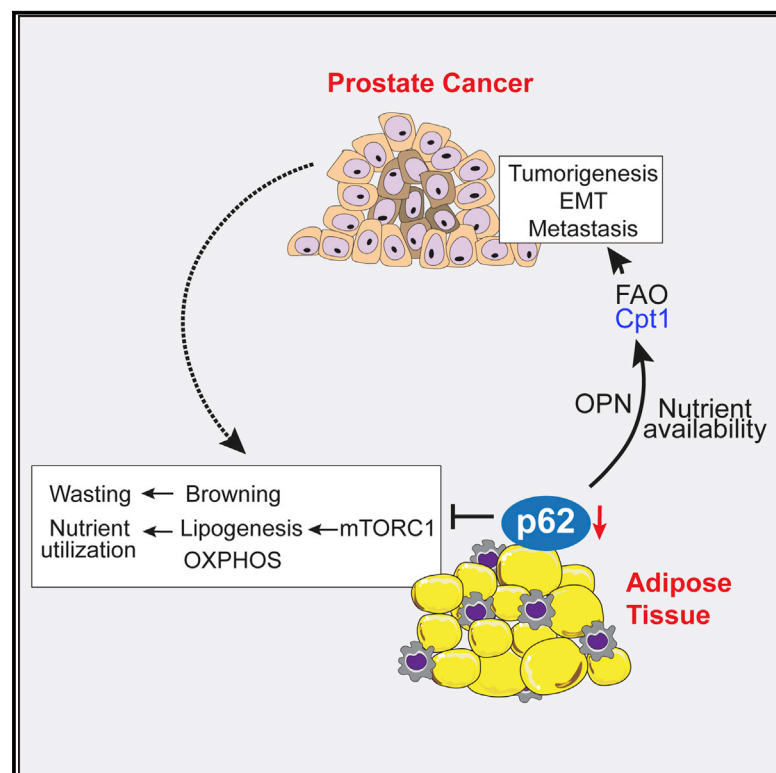 Prostate Cancer
Tumorigenesis
EMT
Metastasis
FAO
Cpt1
OPN
Nutrient
availability
Wasting
Browning
Nutrient
utilization
Lipogenesis
mTORC1
OXPHOS
p62
Adipose
Tissue